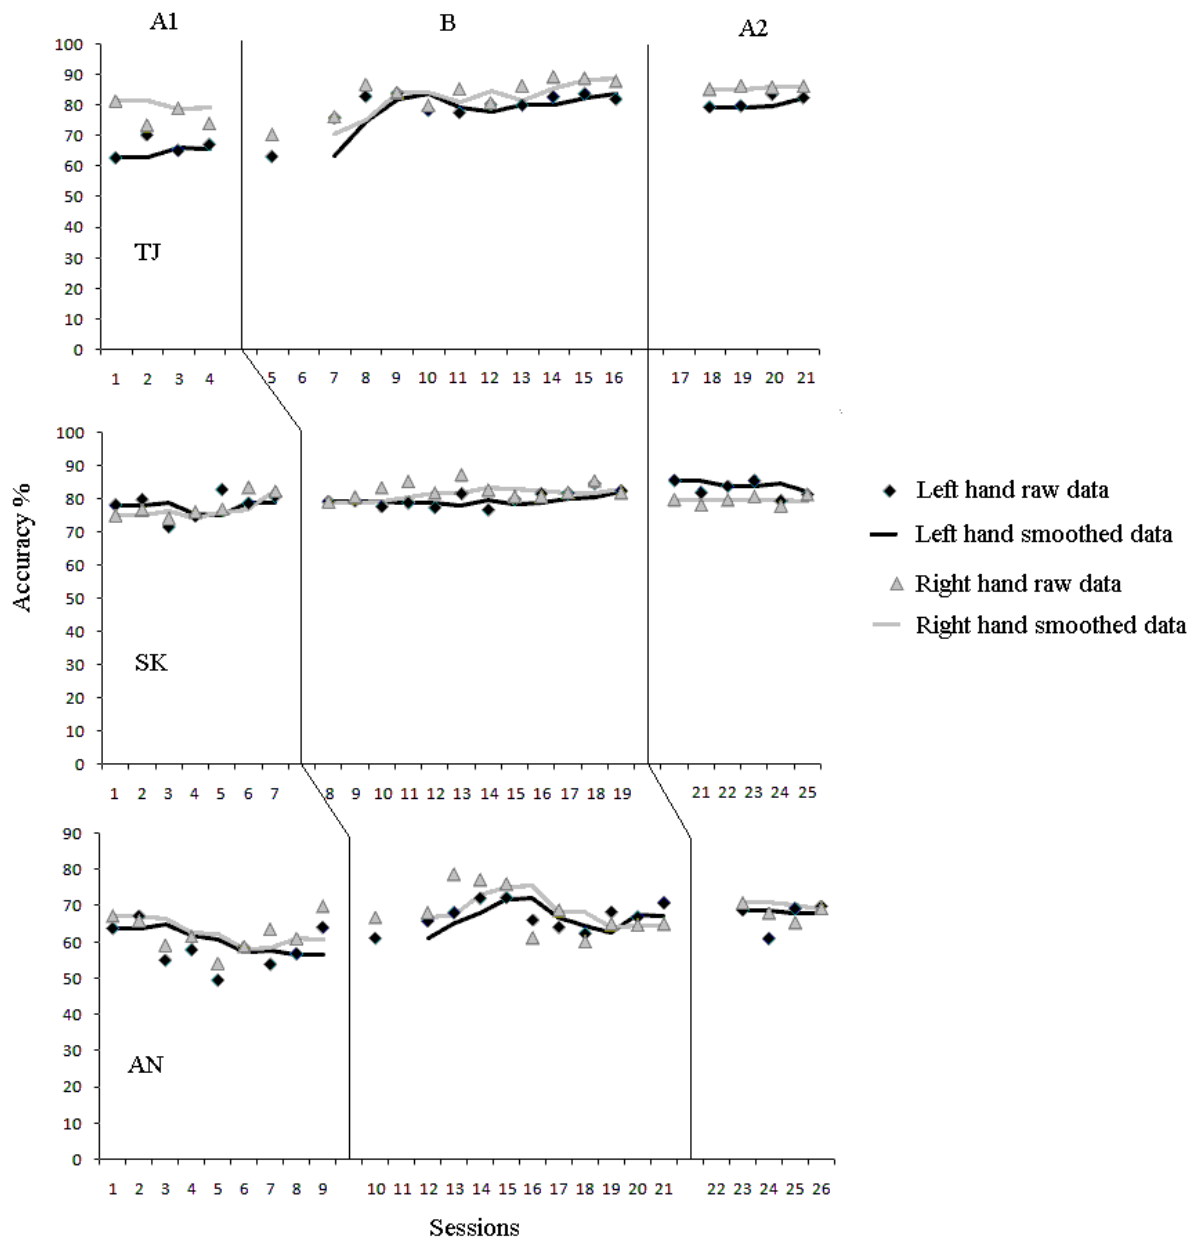 A1 B A2
100
90
80
70
60
50
40
30
20
10
0
TJ
1 2 3 4 5 6 7 8 9 10 11 12 13 14 15 16 17 18 19 20 21
100
90
80
70
60
50
40
30
20
10
0
SK
1 2 3 4 5 6 7 8 9 10 11 12 13 14 15 16 17 18 19 21 22 23 24 25
Accuracy %
Left hand raw data
Left hand smoothed data
Right hand raw data
Right hand smoothed data
90
80
70
60
50
40
30
20
10
0
AN
1 2 3 4 5 6 7 8 9 10 11 12 13 14 15 16 17 18 19 20 21 22 23 24 25 26
Sessions